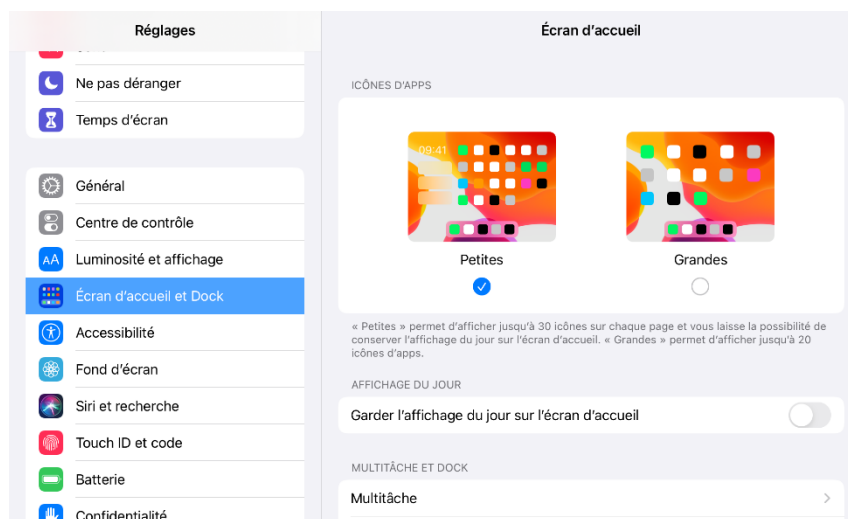 Réglages
Ne pas déranger
Temps d'écran
Général
Centre de contrôle
AA Luminosité et affichage
Écran d'accueil et Dock
Accessibilité
Fond d'écran
Siri et recherche
Touch ID et code
Batterie
Confidentialité
Écran d'accueil
ICÔNES D'APPS
09:41
Petites
Grandes
« Petites » permet d'afficher jusqu'à 30 icônes sur chaque page et vous laisse la possibilité de
conserver l'affichage du jour sur l'écran d'accueil. « Grandes » permet d'afficher jusqu'à 20
icônes d'apps.
AFFICHAGE DU JOUR
Garder l'affichage du jour sur l'écran d'accueil
MULTITÂCHE ET DOCK
Multitâche